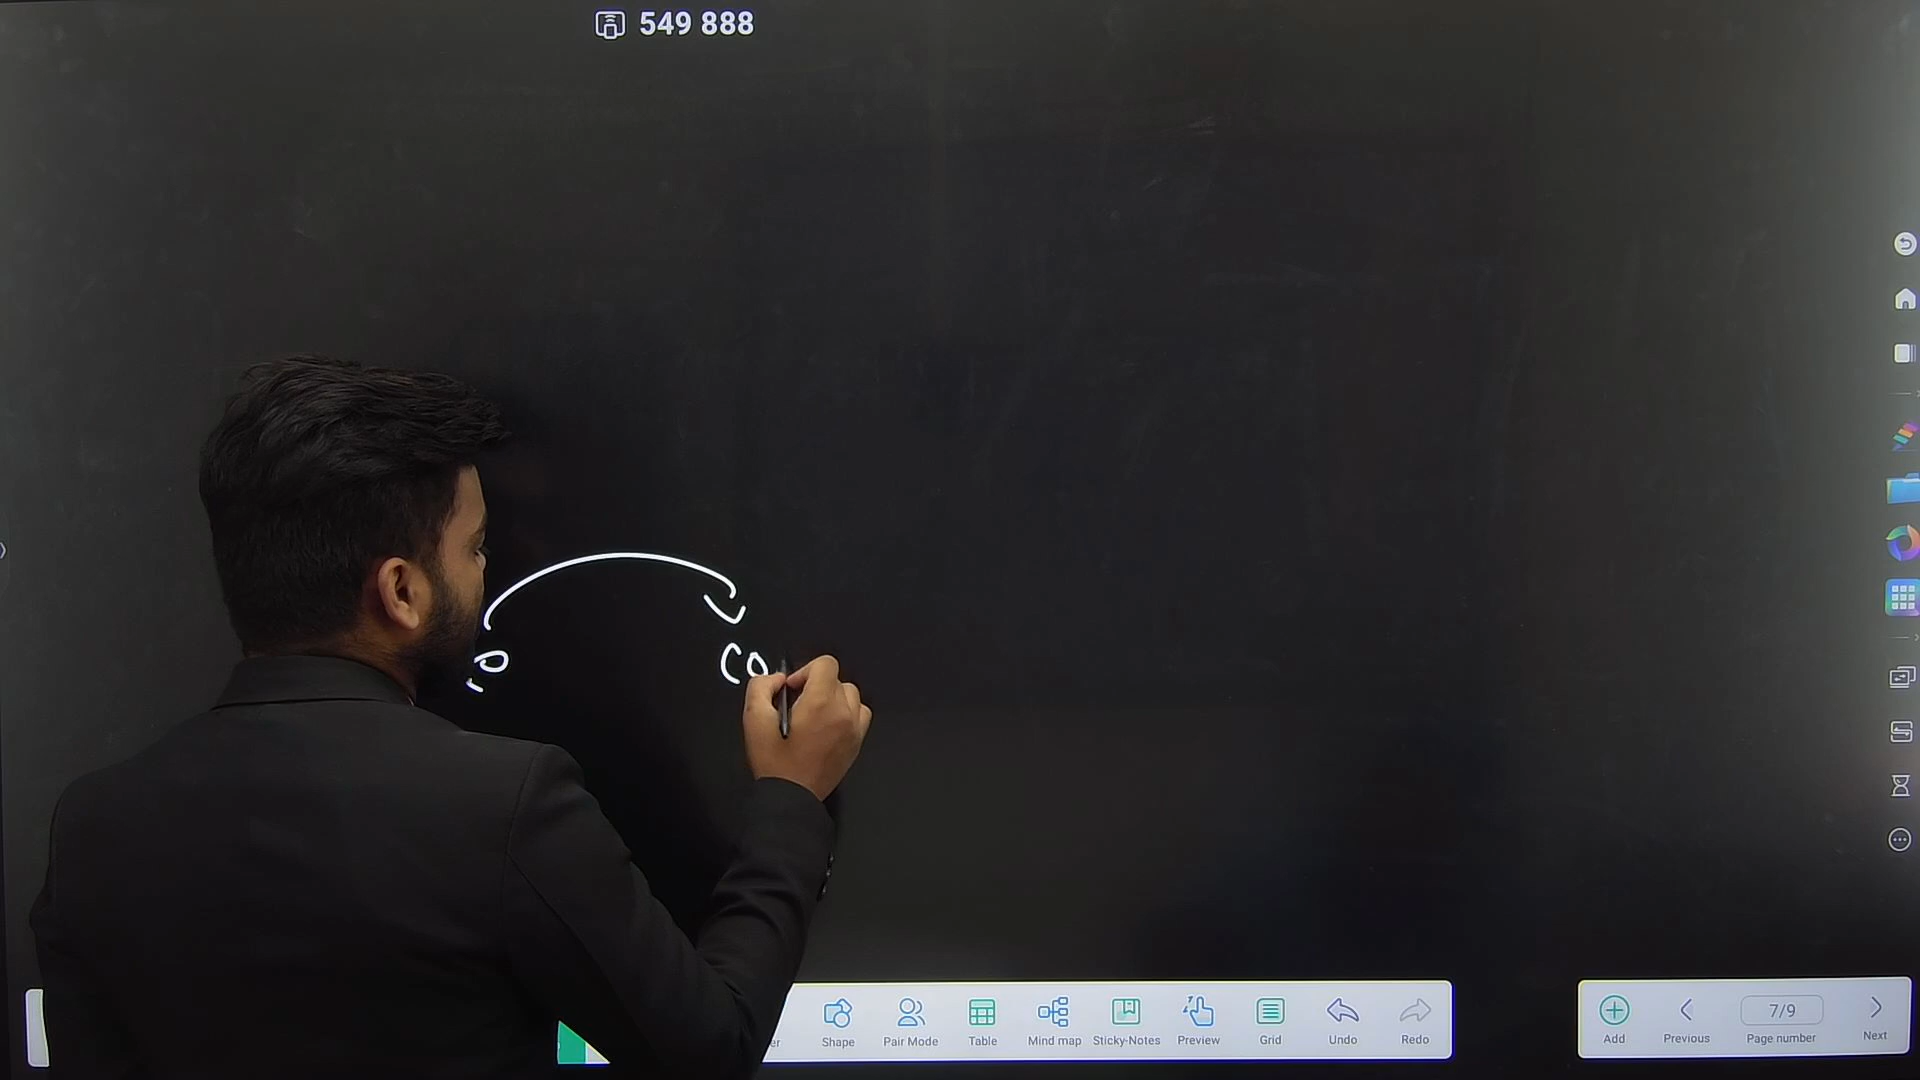 549 888
CO
Shape Pair Mode Table Mind map Sticky-Notes Preview Grid Undo Redo
Add Previous 7/9 Page number Next